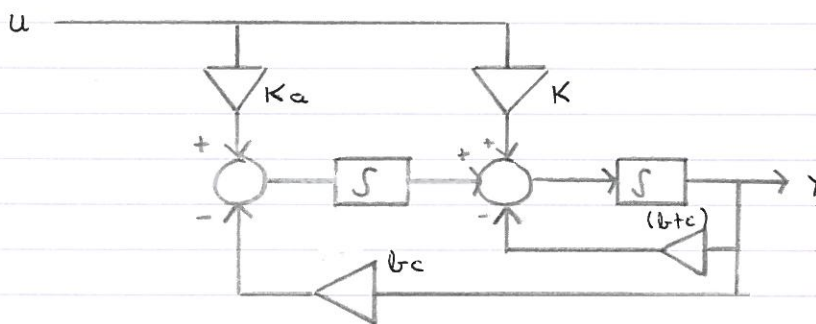 u
Ka
K
+
+
+
∫
∫
y
-
-
(b+c)
bc